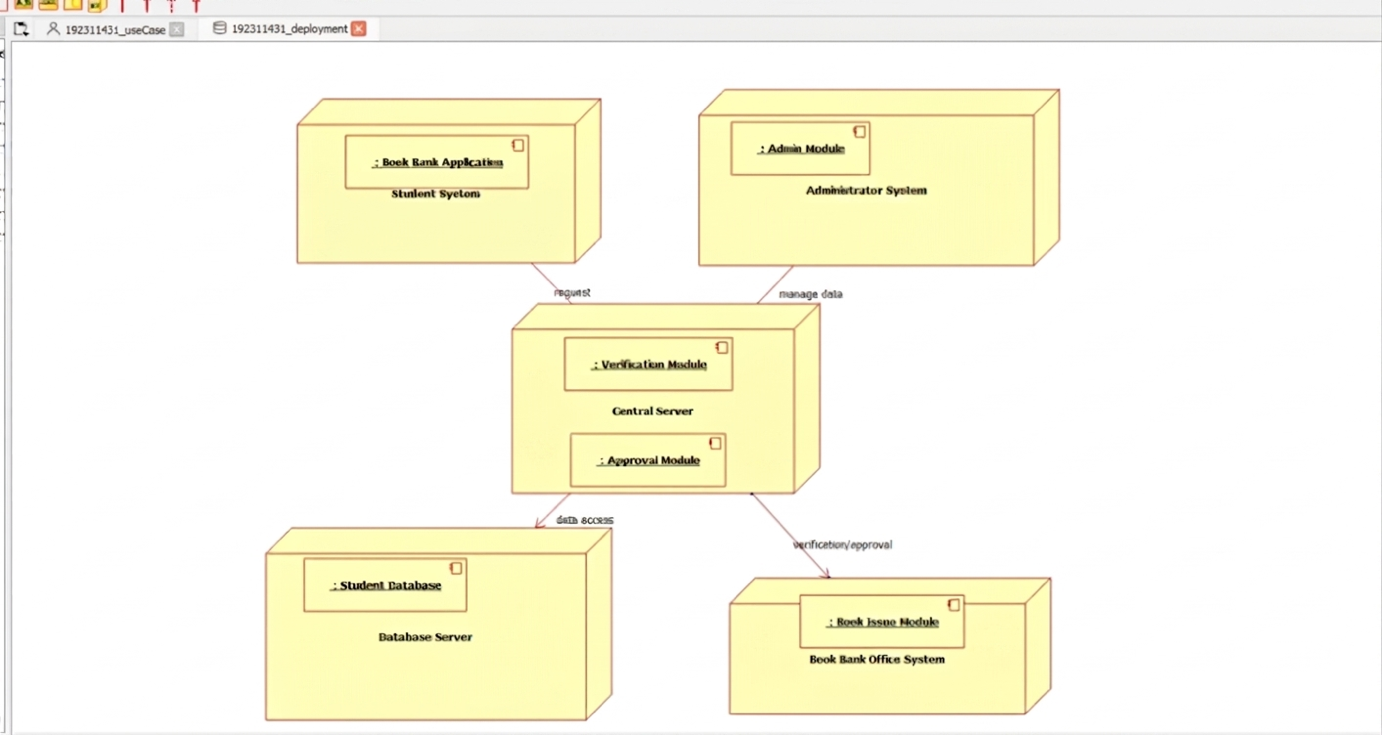 192311431_useCase
192311431_deployment
: Book Bank Application
Student System
: Admin Module
Administrator System
request
manage data
: Verification Module
Central Server
: Approval Module
data access
verification/approval
: Student Database
Database Server
: Book Issue Module
Book Bank Office System